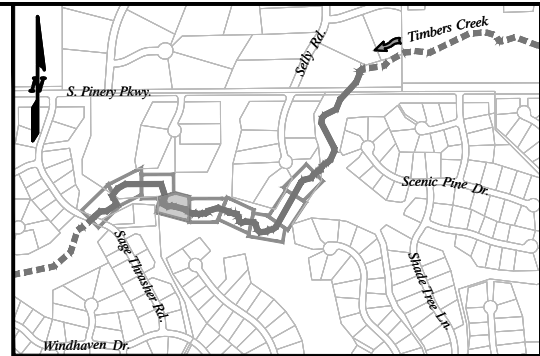 Timbers Creek
Selly Rd.
N
S. Pinery Pkwy.
Scenic Pine Dr.
Sage Thrasher Rd.
Shade Tree Ln.
Windhaven Dr.